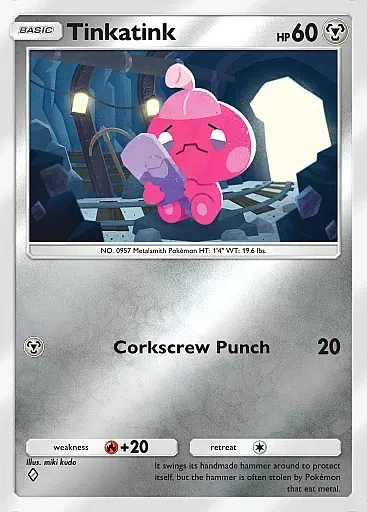 BASIC
Tinkatink
HP 60
NO. 0957 Metalsmith Pokémon HT: 1'4" WT: 19.6 lbs.
Corkscrew Punch 20
weakness +20 retreat
Illus. miki kudo
It swings its handmade hammer around to protect
itself, but the hammer is often stolen by Pokémon
that eat metal.